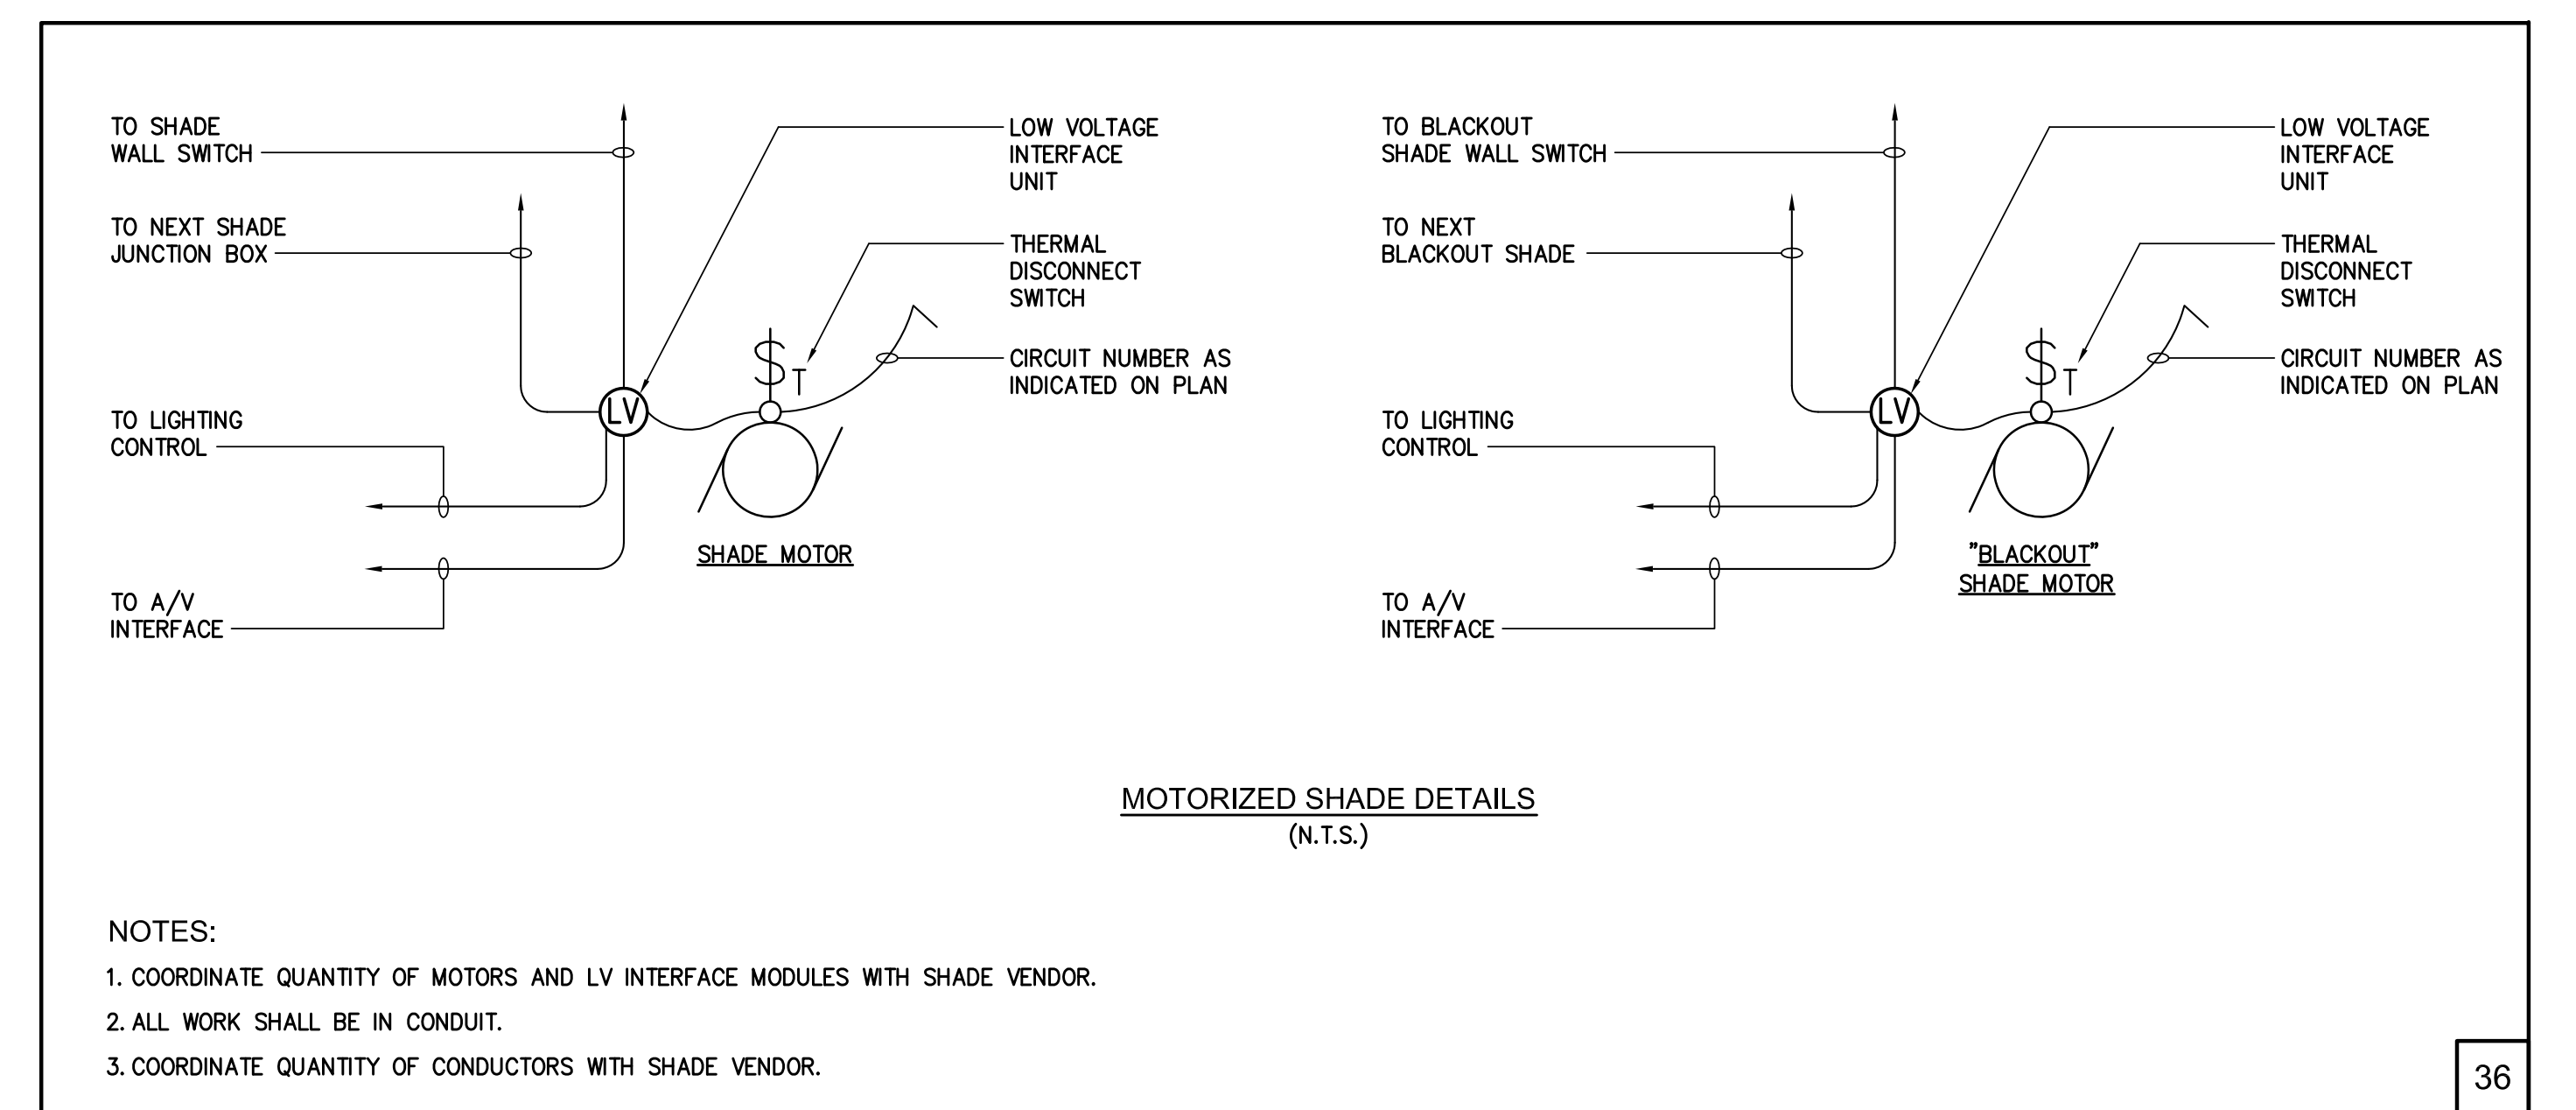 TO SHADE
WALL SWITCH
TO NEXT SHADE
JUNCTION BOX
TO LIGHTING
CONTROL
TO A/V
INTERFACE
LOW VOLTAGE
INTERFACE
UNIT
THERMAL
DISCONNECT
SWITCH
CIRCUIT NUMBER AS
INDICATED ON PLAN
$T
LV
SHADE MOTOR
TO BLACKOUT
SHADE WALL SWITCH
TO NEXT
BLACKOUT SHADE
TO LIGHTING
CONTROL
TO A/V
INTERFACE
LOW VOLTAGE
INTERFACE
UNIT
THERMAL
DISCONNECT
SWITCH
CIRCUIT NUMBER AS
INDICATED ON PLAN
$T
LV
"BLACKOUT"
SHADE MOTOR
MOTORIZED SHADE DETAILS
(N.T.S.)
NOTES:
1. COORDINATE QUANTITY OF MOTORS AND LV INTERFACE MODULES WITH SHADE VENDOR.
2. ALL WORK SHALL BE IN CONDUIT.
3. COORDINATE QUANTITY OF CONDUCTORS WITH SHADE VENDOR.
36